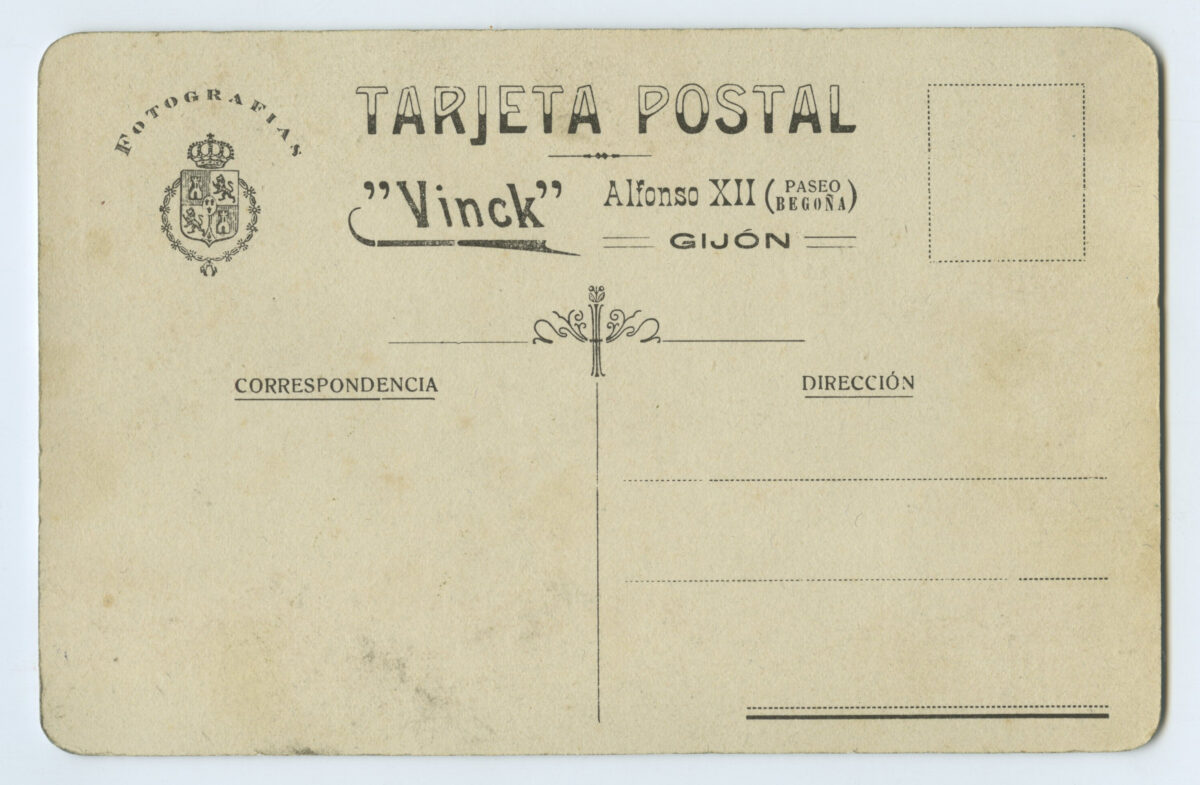 FOTOGRAFIAS
TARJETA POSTAL
"Vinck"
Alfonso XII (PASEO BEGOÑA)
GIJÓN
CORRESPONDENCIA
DIRECCIÓN